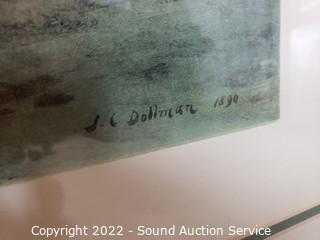 J. C Dollman 1890
Copyright 2022 - Sound Auction Service